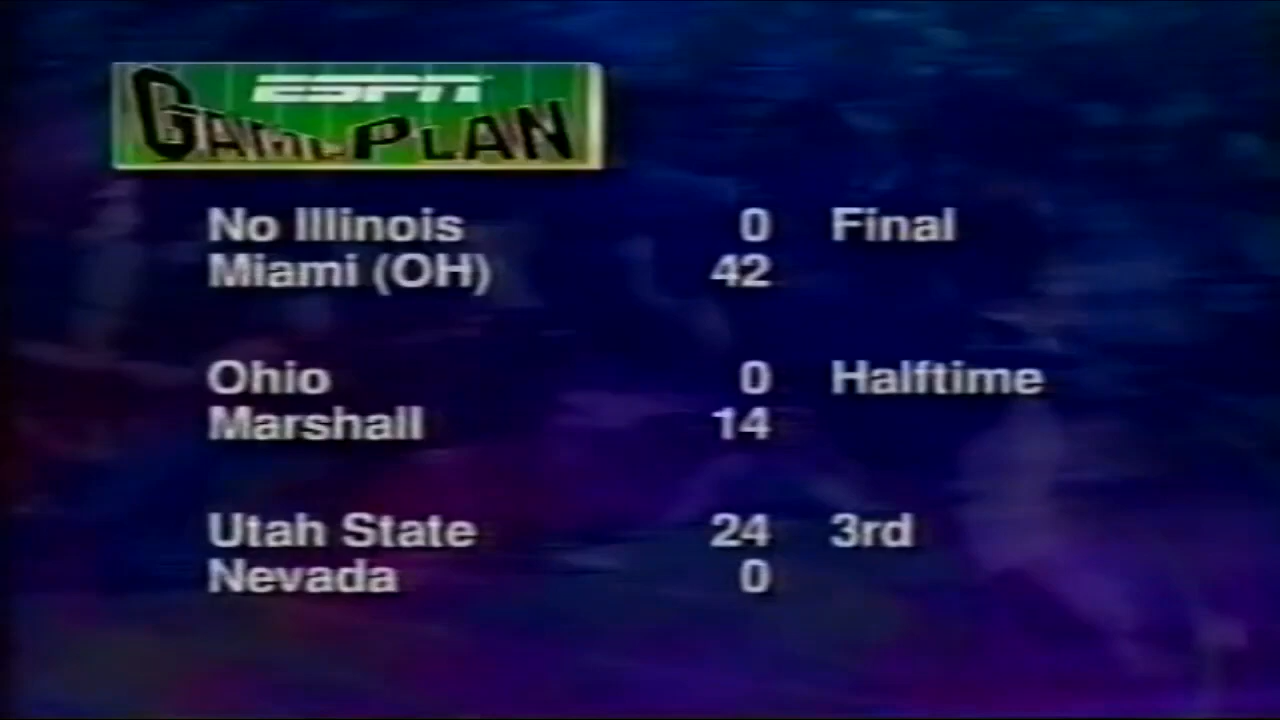 ESPN
GAMEPLAN
No Illinois 0 Final
Miami (OH) 42
Ohio 0 Halftime
Marshall 14
Utah State 24 3rd
Nevada 0